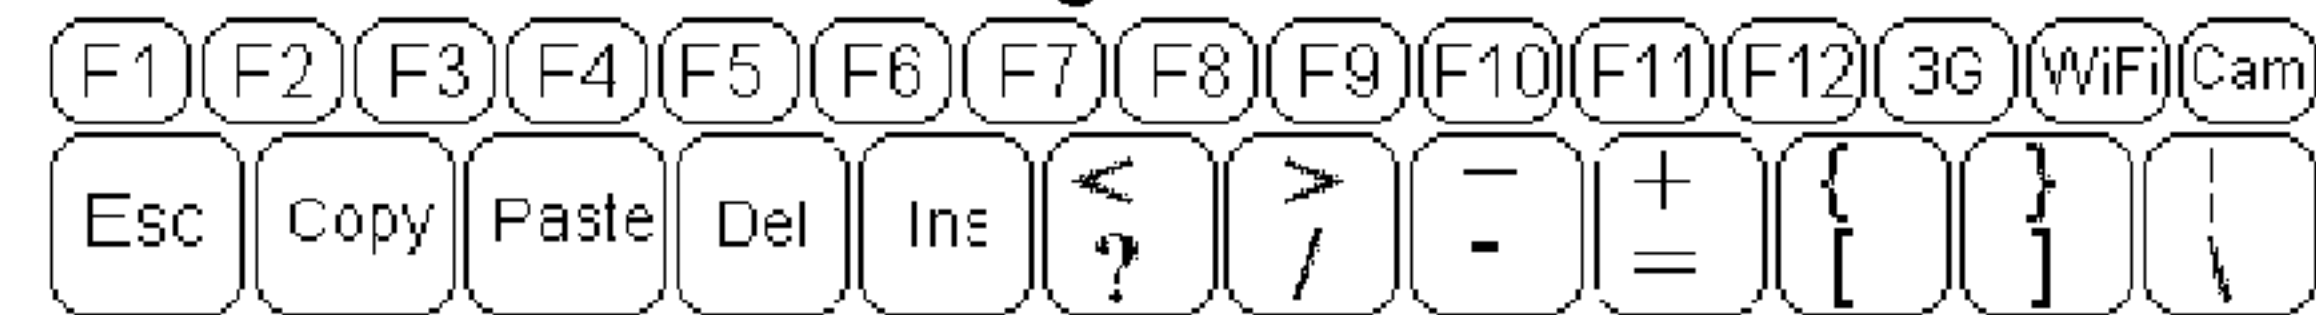 F1 F2 F3 F4 F5 F6 F7 F8 F9 F10 F11 F12 3G WiFi Cam
< > — + { } |
Esc Copy Paste Del Ins
? / - = [ ] \